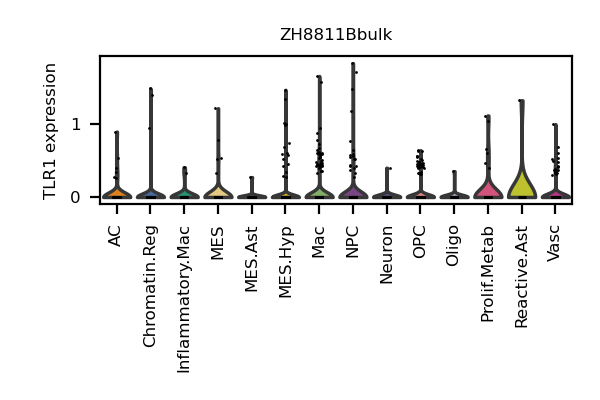 ZH8811Bbulk
TLR1 expression
1
0
AC
Chromatin.Reg
Inflammatory.Mac
MES
MES.Ast
MES.Hyp
Mac
NPC
Neuron
OPC
Oligo
Prolif.Metab
Reactive.Ast
Vasc